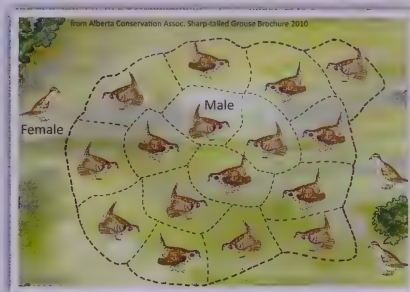 from Alberta Conservation Assoc. Sharp-tailed Grouse Brochure 2010
Male
Female